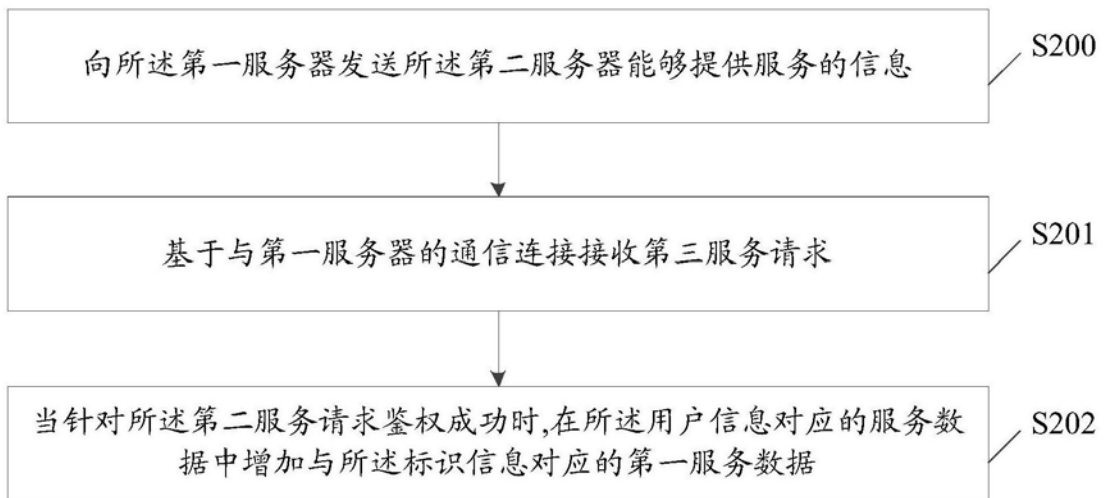 向所述第一服务器发送所述第二服务器能够提供服务的信息
S200
基于与第一服务器的通信连接接收第三服务请求
S201
当针对所述第二服务请求鉴权成功时,在所述用户信息对应的服务数
据中增加与所述标识信息对应的第一服务数据
S202